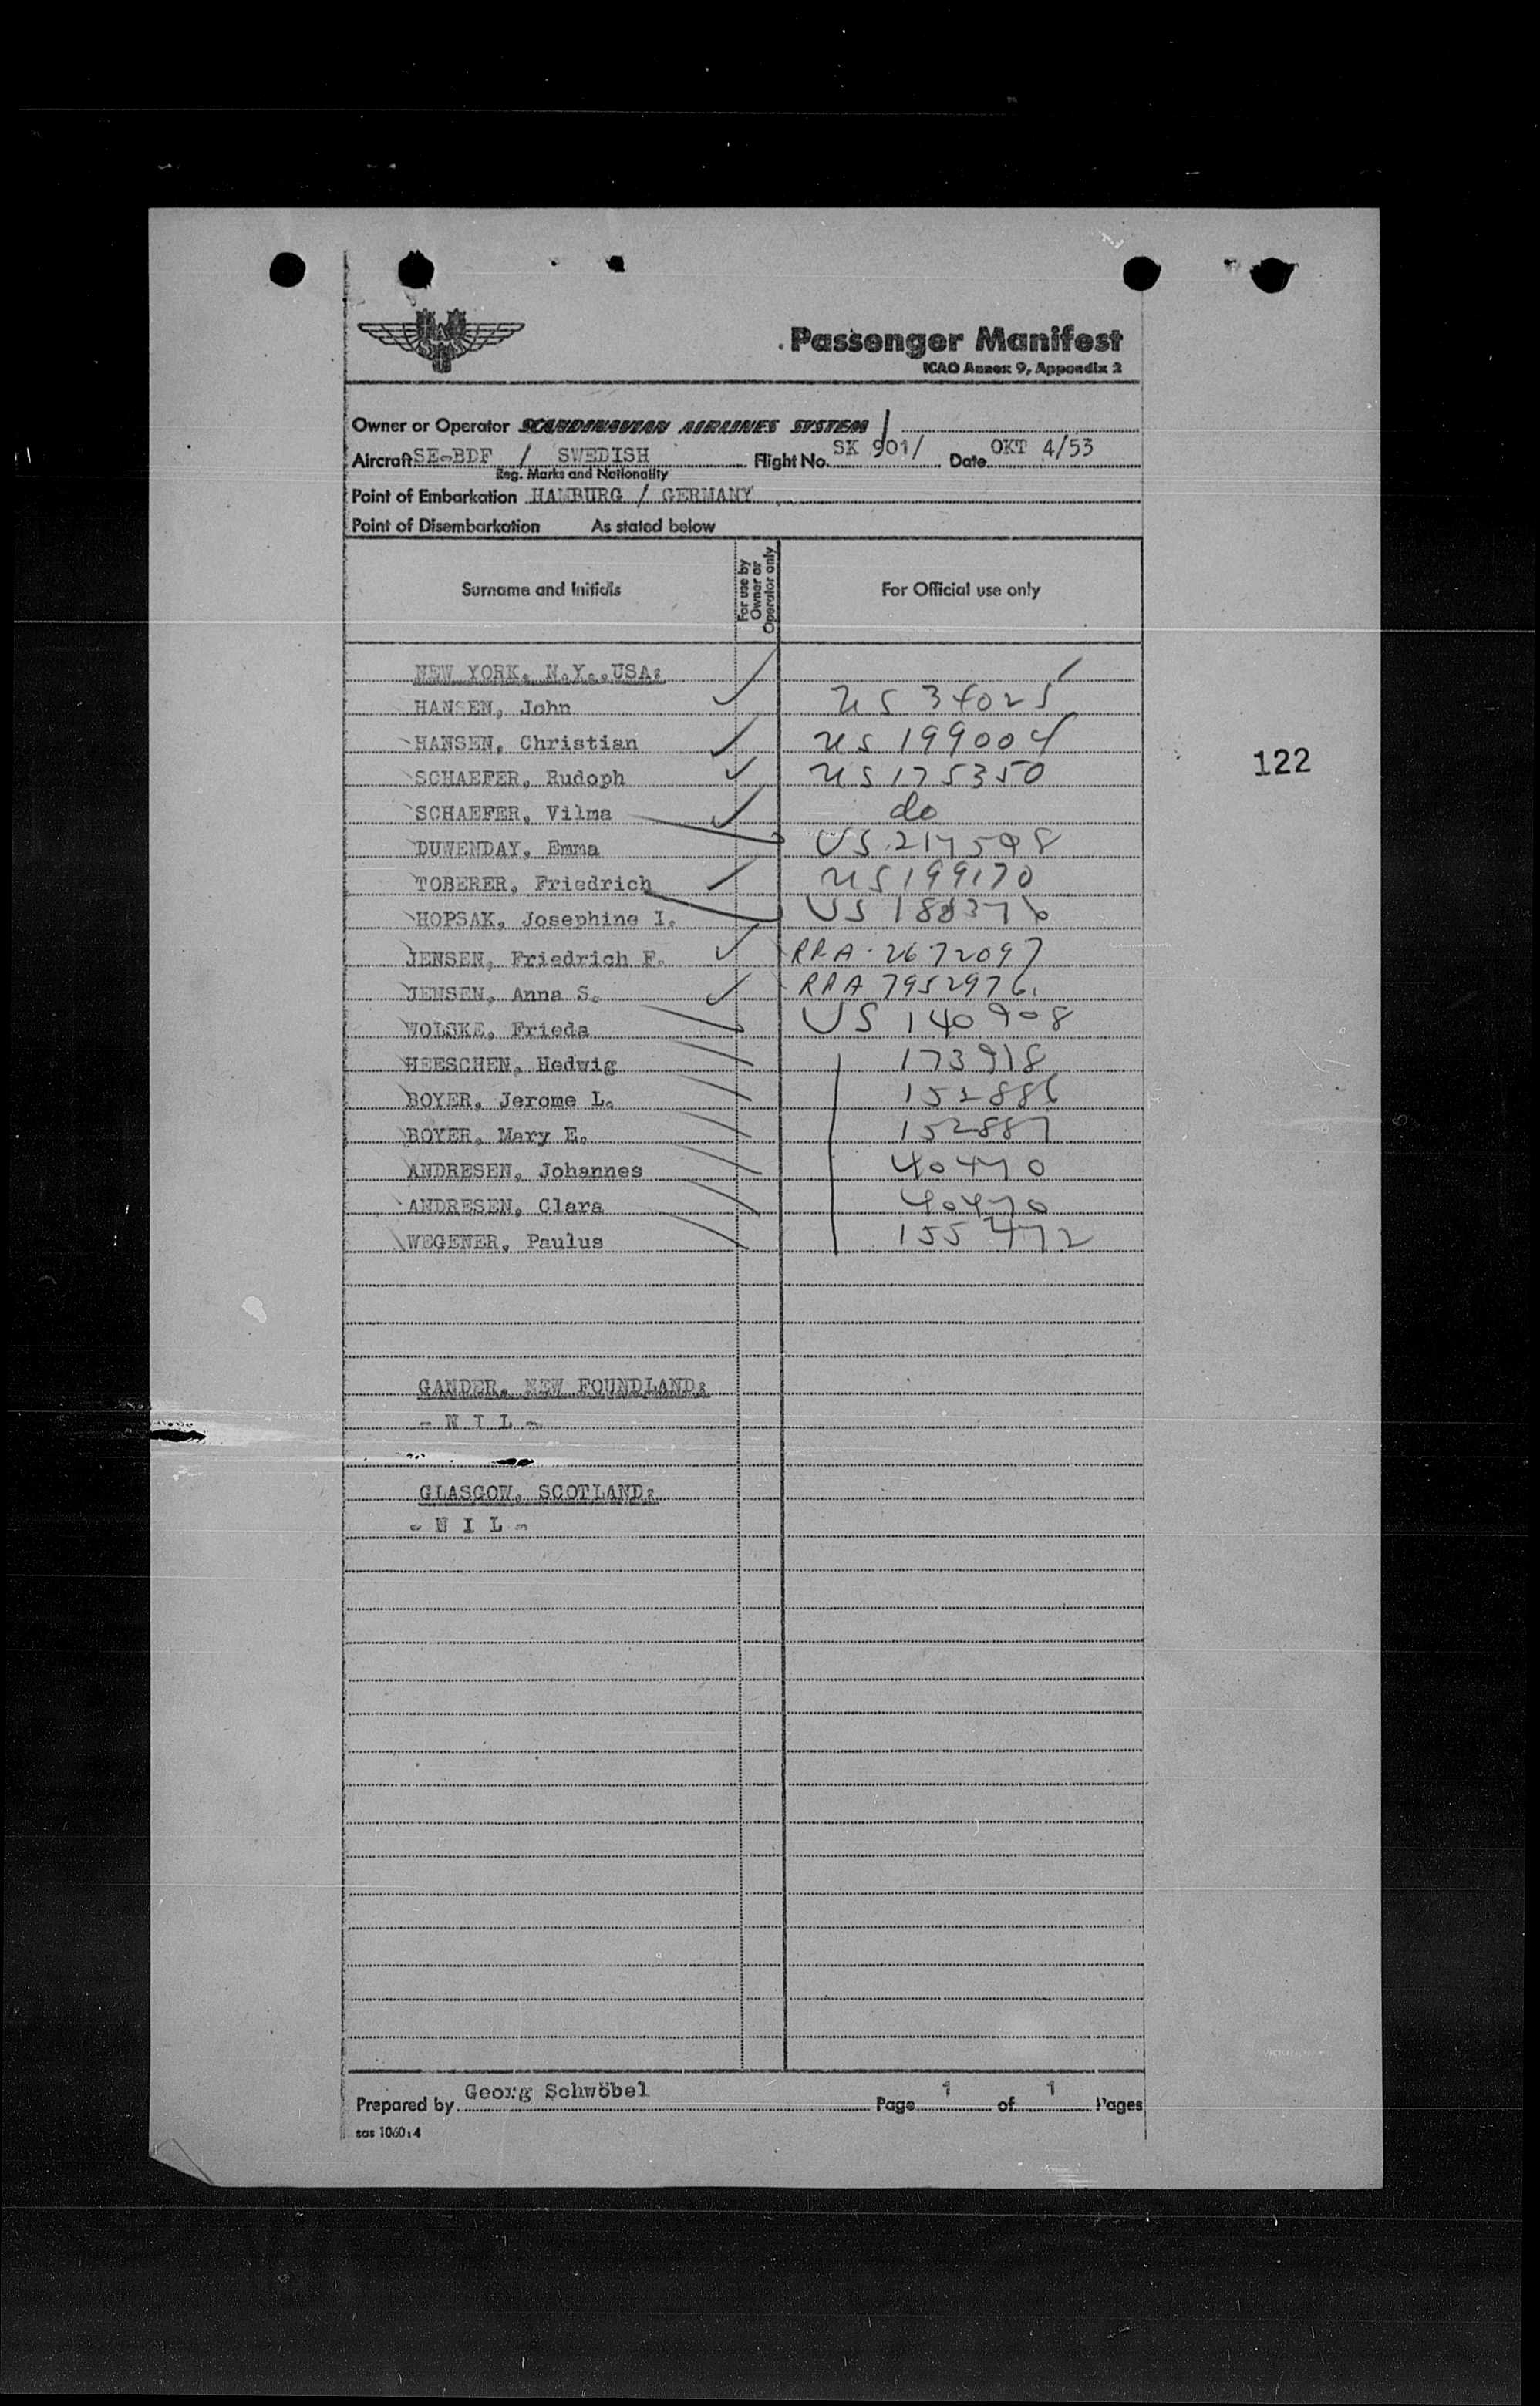 Passenger Manifest
ICAO Annex 9, Appendix 2
Owner or Operator SCANDINAVIAN AIRLINES SYSTEM
Aircraft SE-BDF / SWEDISH Flight No. SK 901/ Date OKT 4/53
Reg. Marks and Nationality
Point of Embarkation HAMBURG / GERMANY
Point of Disembarkation As stated below
Surname and Initials For use by Owner or Operator only For Official use only
NEW YORK, N.Y.,USA:
HANSEN, John US 34025
HANSEN, Christian US 199004
SCHAEFER, Rudoph US 175350
SCHAEFER, Vilma do
122
DUWENDAY, Emma US 217598
TOBERER, Friedrich US 199170
HOPSAK, Josephine I. US
JENSEN, Friedrich F. RRA 2672097
JENSEN, Anna S. RRA 7952976
WOLSKE, Frieda US 140908
HEESCHEN, Hedwig 173918
BOYER, Jerome L. 152886
BOYER, Mary E. 152887
ANDRESEN, Johannes 40470
ANDRESEN, Clara 40470
WEGENER, Paulus 155472
GANDER, NEW FOUNDLAND:
- N I L -
GLASGOW, SCOTLAND:
- N I L -
Prepared by Georg Schwöbel Page 1 of 1 Pages
sas 1060:4